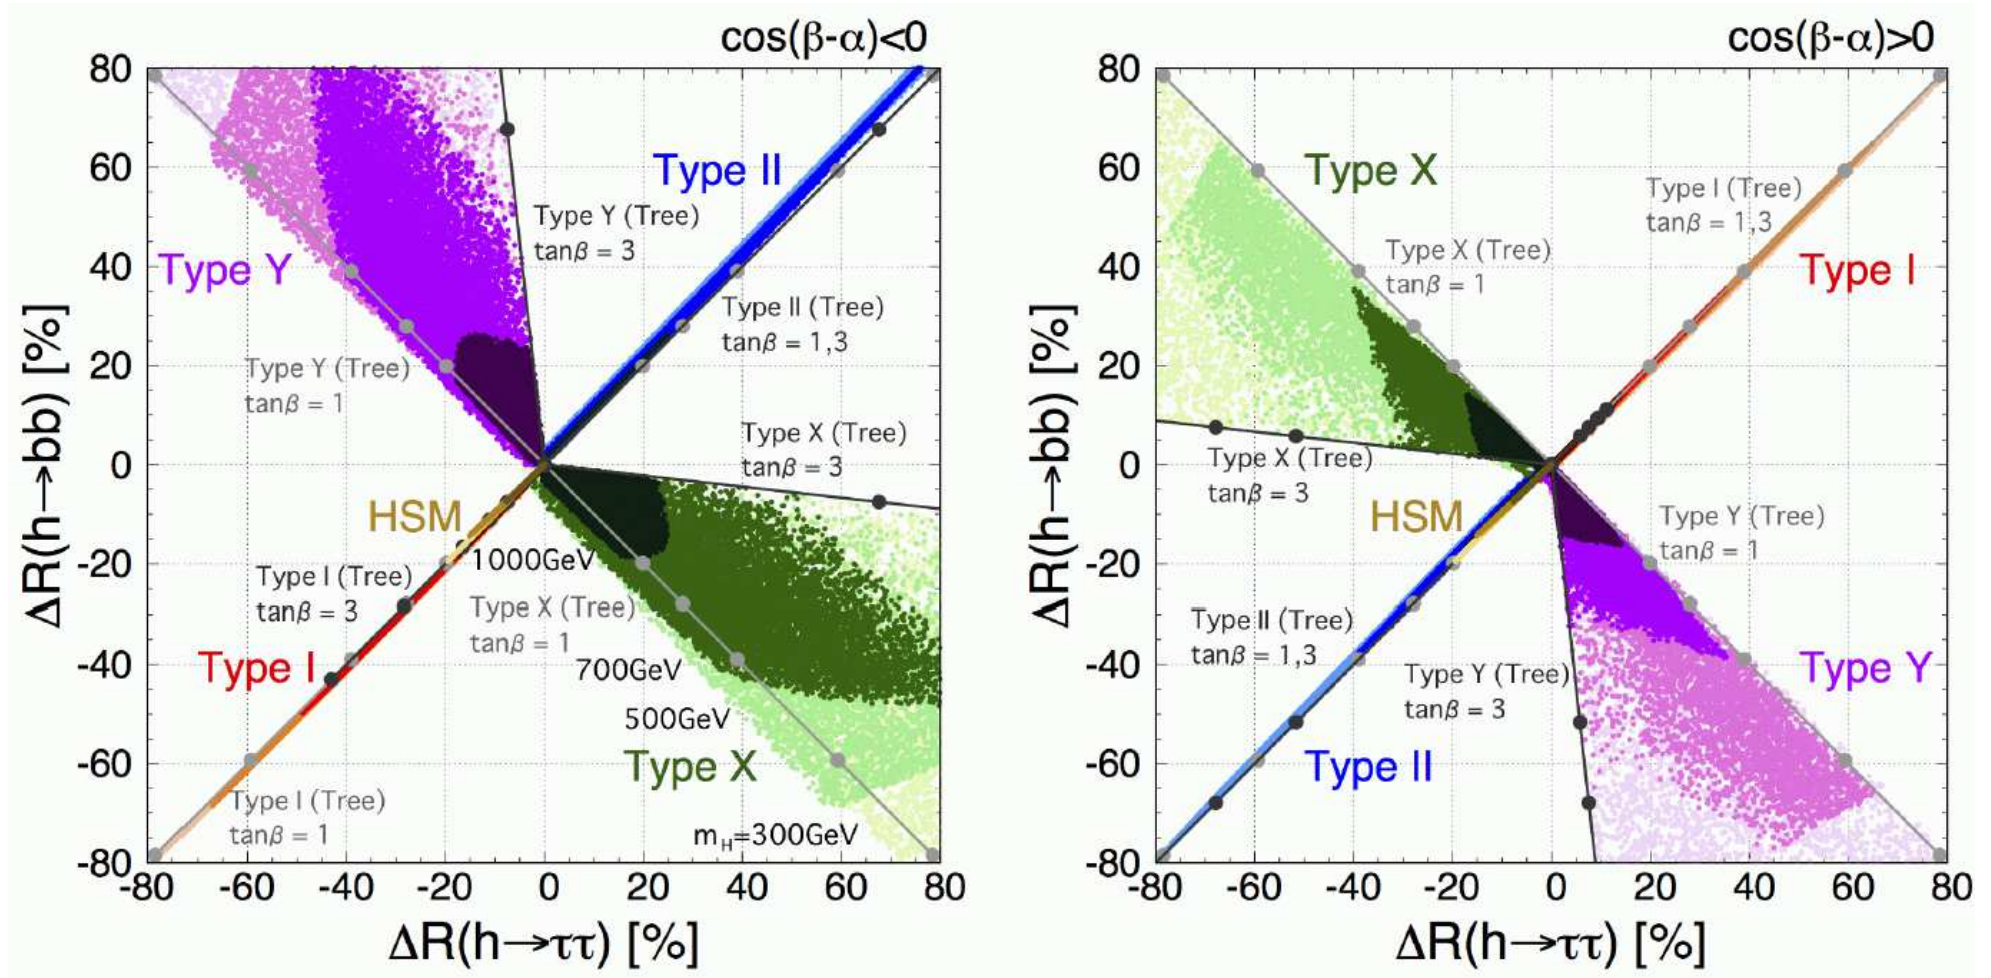 cos(β-α)<0
80
60
40
20
0
-20
-40
-60
-80
-80
-60
-40
-20
0
20
40
60
80
ΔR(h→bb) [%]
ΔR(h→ττ) [%]
Type II
Type Y (Tree)
tanβ = 3
Type Y
Type II (Tree)
tanβ = 1,3
Type Y (Tree)
tanβ = 1
Type X (Tree)
tanβ = 3
HSM
1000GeV
Type I (Tree)
tanβ = 3
Type X (Tree)
tanβ = 1
Type I
700GeV
500GeV
Type X
Type I (Tree)
tanβ = 1
mH=300GeV
cos(β-α)>0
80
60
40
20
0
-20
-40
-60
-80
-80
-60
-40
-20
0
20
40
60
80
ΔR(h→bb) [%]
ΔR(h→ττ) [%]
Type X
Type I (Tree)
tanβ = 1,3
Type X (Tree)
tanβ = 1
Type I
Type X (Tree)
tanβ = 3
HSM
Type Y (Tree)
tanβ = 1
Type II (Tree)
tanβ = 1,3
Type Y (Tree)
tanβ = 3
Type Y
Type II